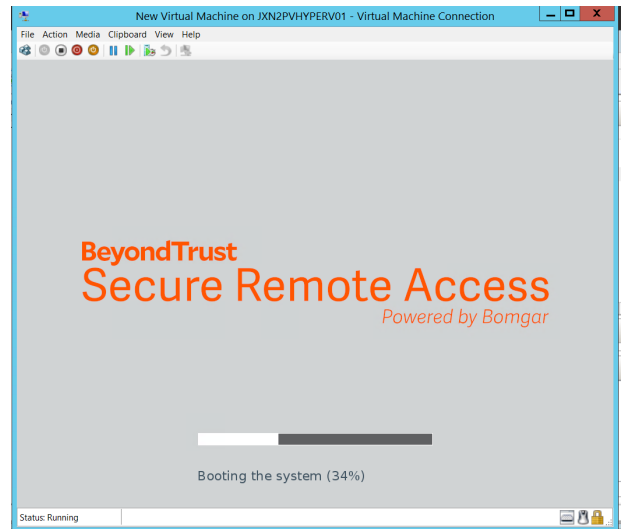 New Virtual Machine on JXN2PVHYPERV01 - Virtual Machine Connection
File Action Media Clipboard View Help
BeyondTrust
Secure Remote Access
Powered by Bomgar
Booting the system (34%)
Status: Running